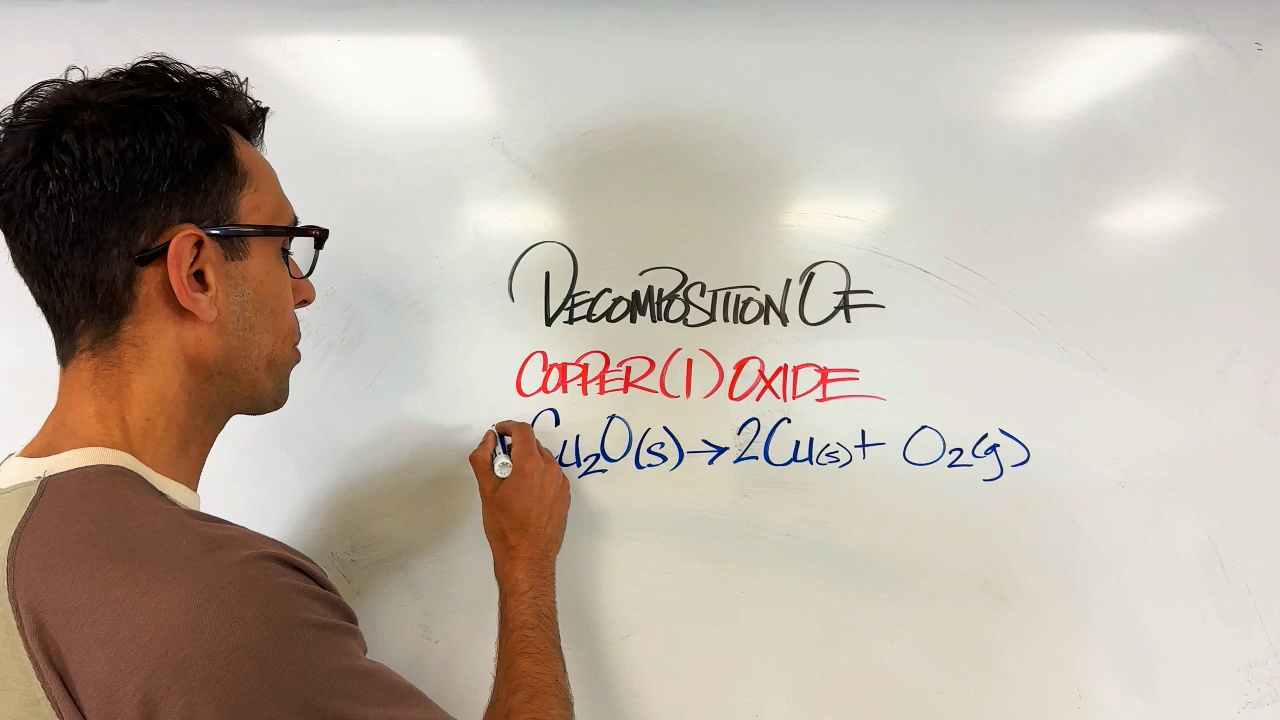 DECOMPOSITION OF
COPPER(I) OXIDE
Cu₂O(s) → 2Cu(s) + O₂(g)